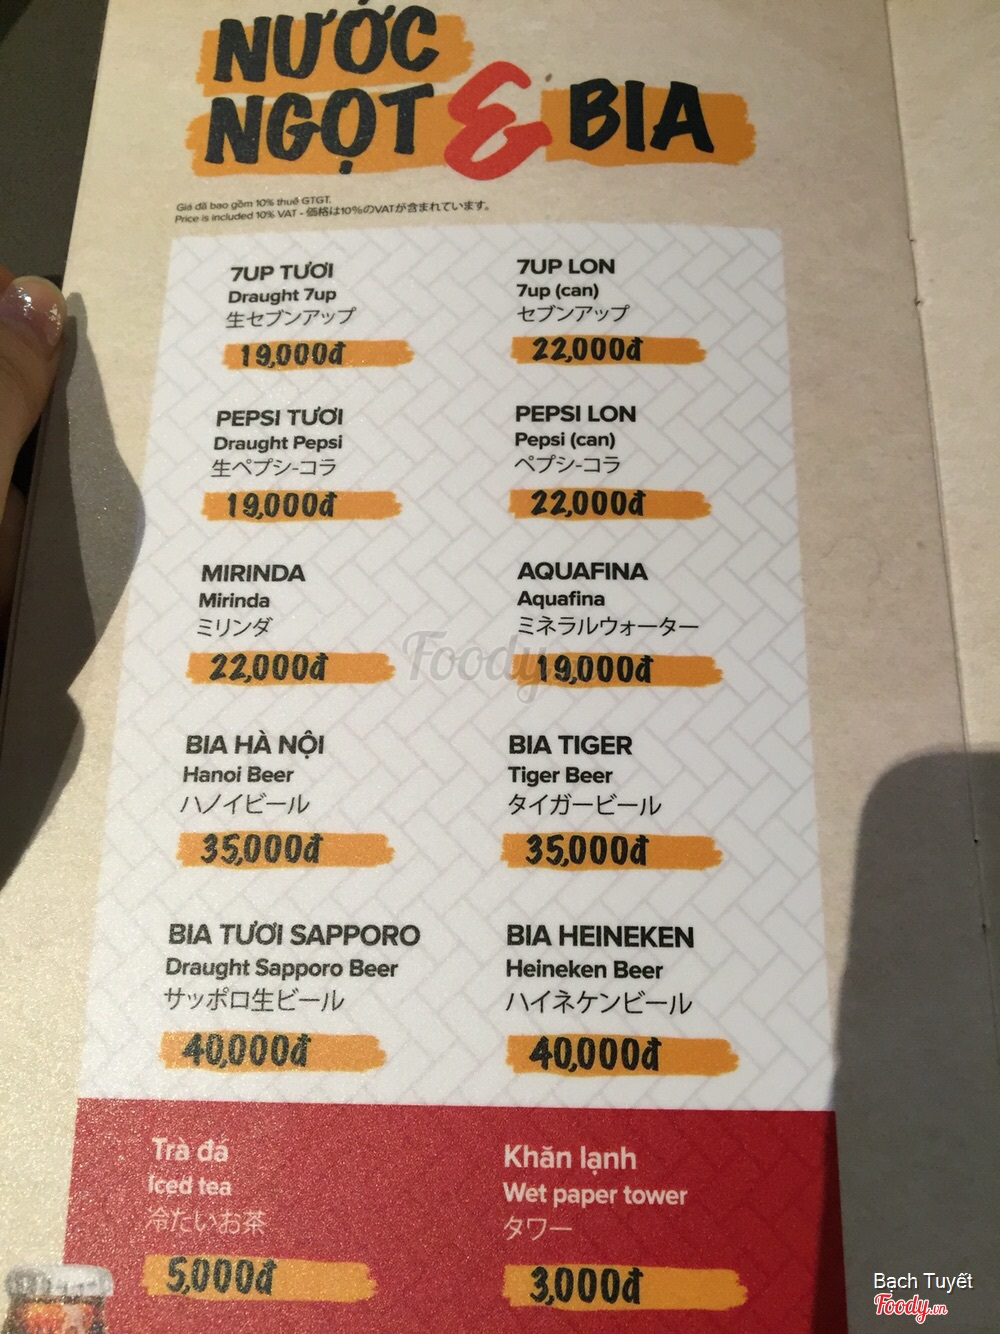 NƯỚC
NGỌT & BIA
Giá đã bao gồm 10% thuế GTGT.
Price is included 10% VAT - 価格は10%のVATが含まれています。
7UP TƯƠI
Draught 7up
生セブンアップ
19,000đ
7UP LON
7up (can)
セブンアップ
22,000đ
PEPSI TƯƠI
Draught Pepsi
生ペプシ-コラ
19,000đ
PEPSI LON
Pepsi (can)
ペプシ-コラ
22,000đ
MIRINDA
Mirinda
ミリンダ
22,000đ
AQUAFINA
Aquafina
ミネラルウォーター
19,000đ
Foody
BIA HÀ NỘI
Hanoi Beer
ハノイビール
35,000đ
BIA TIGER
Tiger Beer
タイガービール
35,000đ
BIA TƯƠI SAPPORO
Draught Sapporo Beer
サッポロ生ビール
40,000đ
BIA HEINEKEN
Heineken Beer
ハイネケンビール
40,000đ
Trà đá
Iced tea
冷たいお茶
5,000đ
Khăn lạnh
Wet paper tower
タワー
3,000đ
Bạch Tuyết
Foody.vn